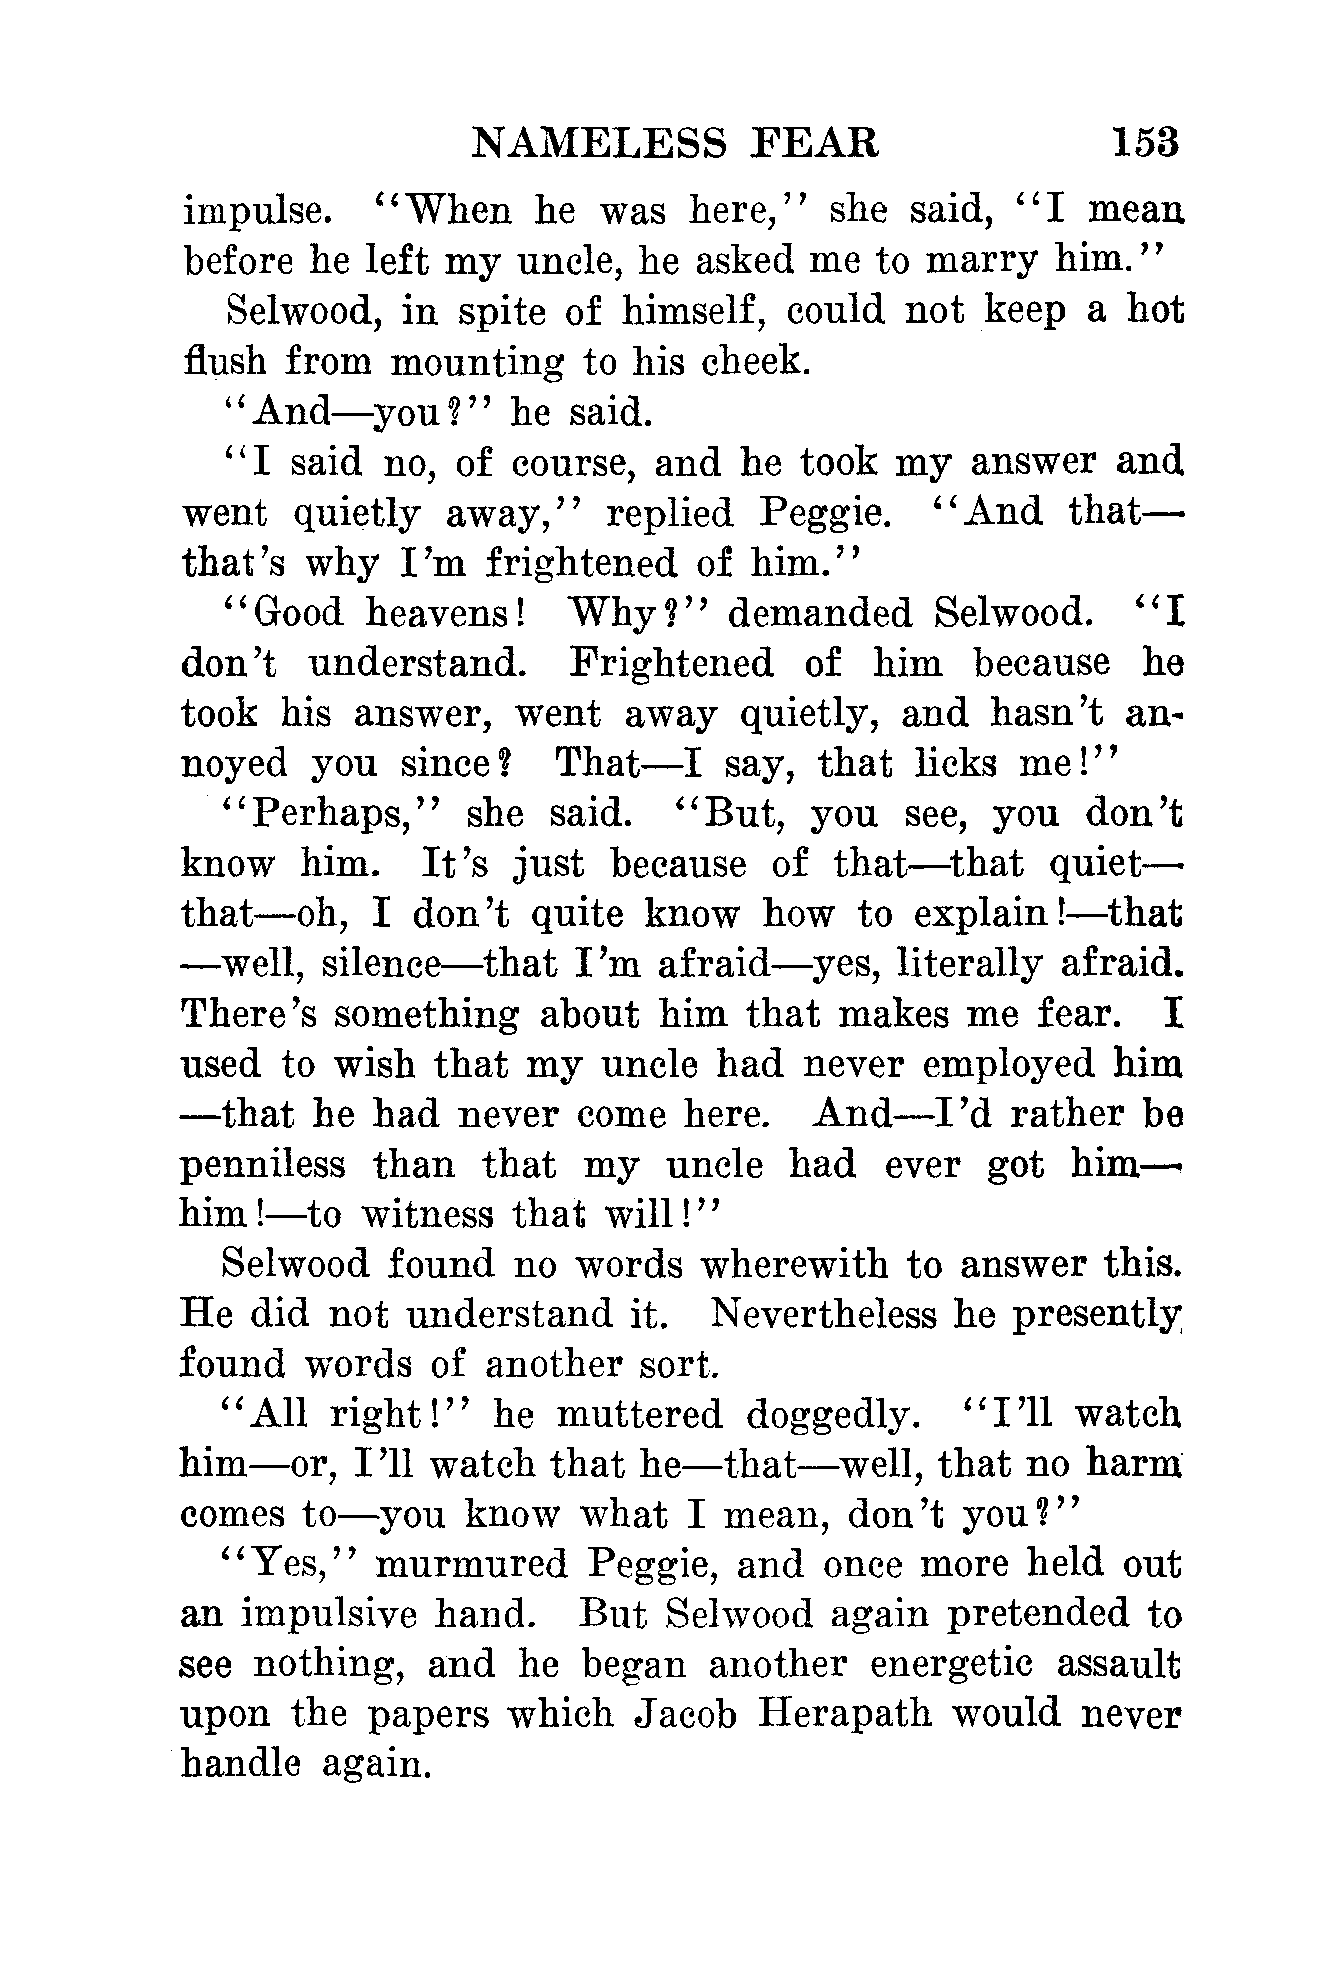 NAMELESS FEAR 153
impulse. "When he was here," she said, "I mean
before he left my uncle, he asked me to marry him."
Selwood, in spite of himself, could not keep a hot
flush from mounting to his cheek.
"And—you?" he said.
"I said no, of course, and he took my answer and
went quietly away," replied Peggie. "And that—
that's why I'm frightened of him."
"Good heavens! Why?" demanded Selwood. "I
don't understand. Frightened of him because he
took his answer, went away quietly, and hasn't an-
noyed you since? That—I say, that licks me!"
"Perhaps," she said. "But, you see, you don't
know him. It's just because of that—that quiet—
that—oh, I don't quite know how to explain!—that
—well, silence—that I'm afraid—yes, literally afraid.
There's something about him that makes me fear. I
used to wish that my uncle had never employed him
—that he had never come here. And—I'd rather be
penniless than that my uncle had ever got him—
him!—to witness that will!"
Selwood found no words wherewith to answer this.
He did not understand it. Nevertheless he presently
found words of another sort.
"All right!" he muttered doggedly. "I'll watch
him—or, I'll watch that he—that—well, that no harm
comes to—you know what I mean, don't you?"
"Yes," murmured Peggie, and once more held out
an impulsive hand. But Selwood again pretended to
see nothing, and he began another energetic assault
upon the papers which Jacob Herapath would never
handle again.